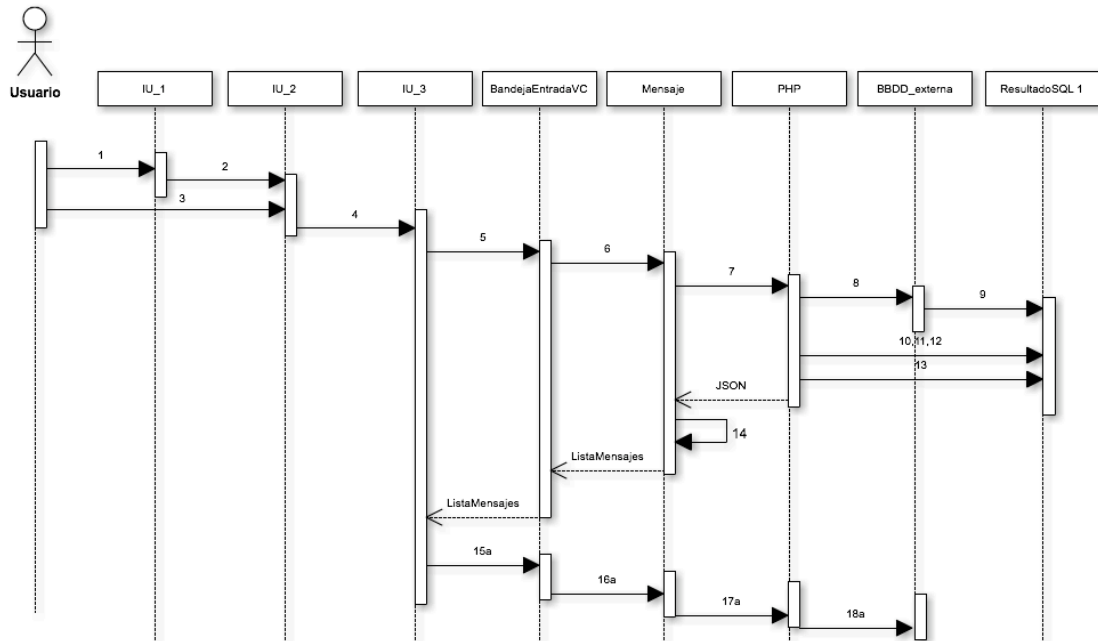 Usuario
IU_1
IU_2
IU_3
BandejaEntradaVC
Mensaje
PHP
BBDD_externa
ResultadoSQL 1
1
2
3
4
5
6
7
8
9
10,11,12
13
JSON
14
ListaMensajes
ListaMensajes
15a
16a
17a
18a